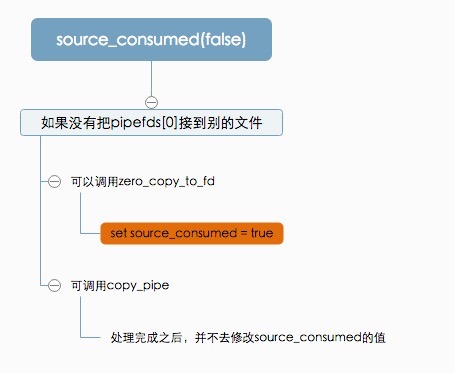 source_consumed(false)
如果没有把pipefds[0]接到别的文件
可以调用zero_copy_to_fd
set source_consumed = true
可调用copy_pipe
处理完成之后，并不去修改source_consumed的值